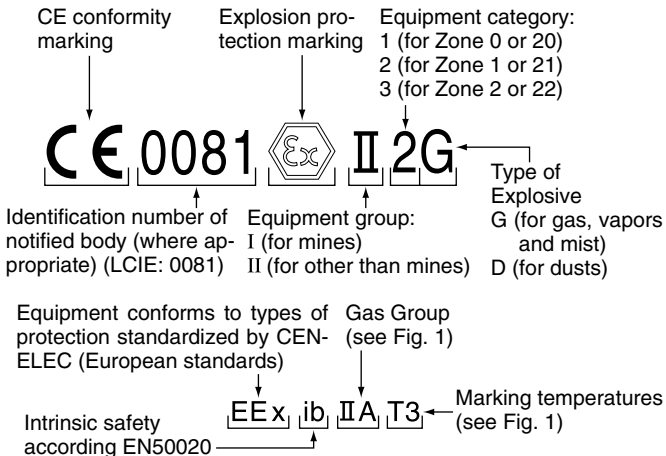 CE conformity
marking
Explosion pro-
tection marking
Equipment category:
1 (for Zone 0 or 20)
2 (for Zone 1 or 21)
3 (for Zone 2 or 22)
CE 0081 Ex II 2G
Identification number of
notified body (where ap-
propriate) (LCIE: 0081)
Equipment group:
I (for mines)
II (for other than mines)
Type of
Explosive
G (for gas, vapors
and mist)
D (for dusts)
Equipment conforms to types of
protection standardized by CEN-
ELEC (European standards)
Gas Group
(see Fig. 1)
EEx ib IIA T3
Marking temperatures
(see Fig. 1)
Intrinsic safety
according EN50020